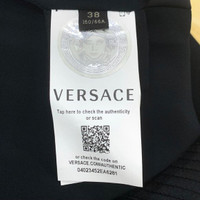 38
VERSACE
Tap here to check the authenticity
or scan
or check the code on
VERSACE.COM/AUTHENTIC